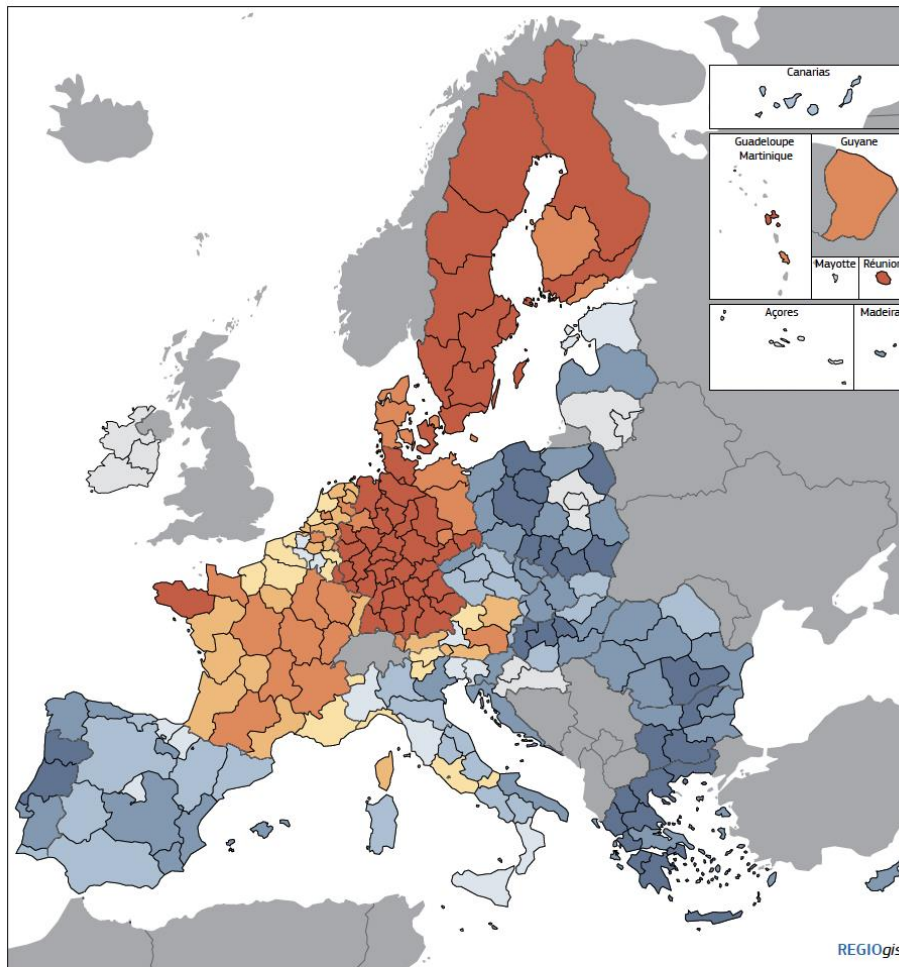 Canarias
Guadeloupe
Martinique
Guyane
Mayotte
Réunion
Açores
Madeira
REGIOgis